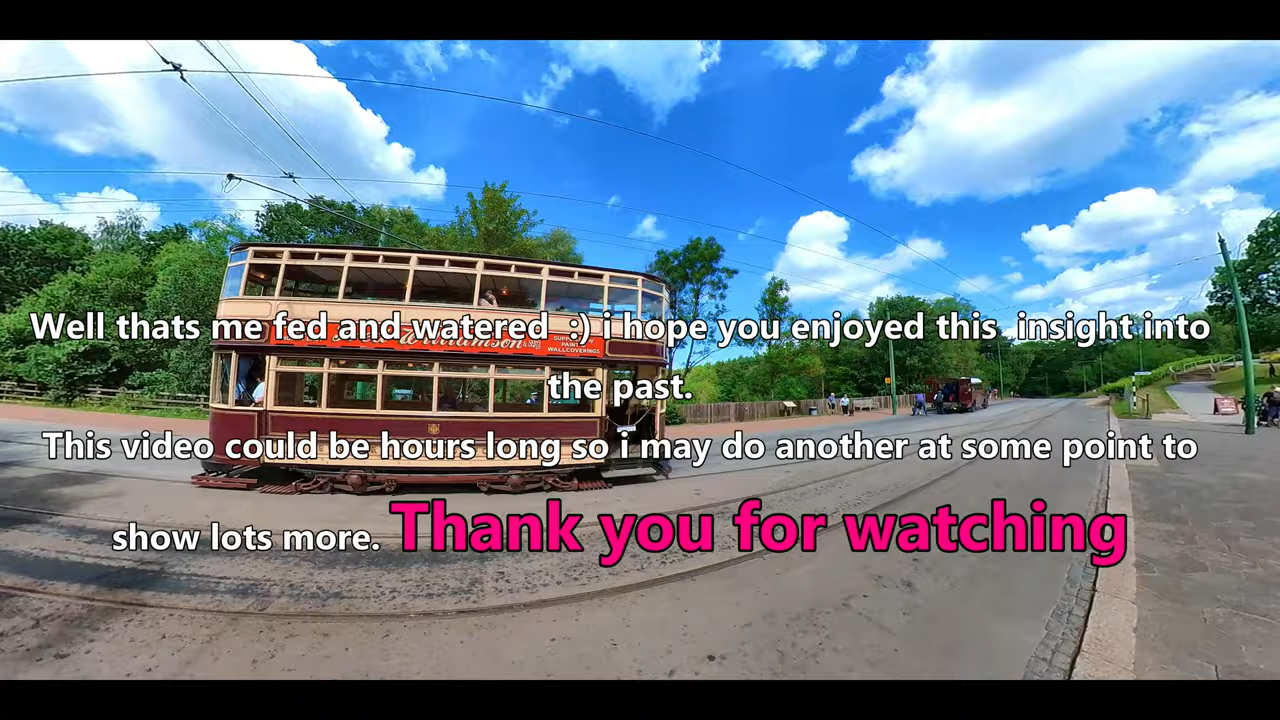 Well thats me fed and watered :) i hope you enjoyed this insight into
the past.
This video could be hours long so i may do another at some point to
show lots more. Thank you for watching
WALLCOVERINGS